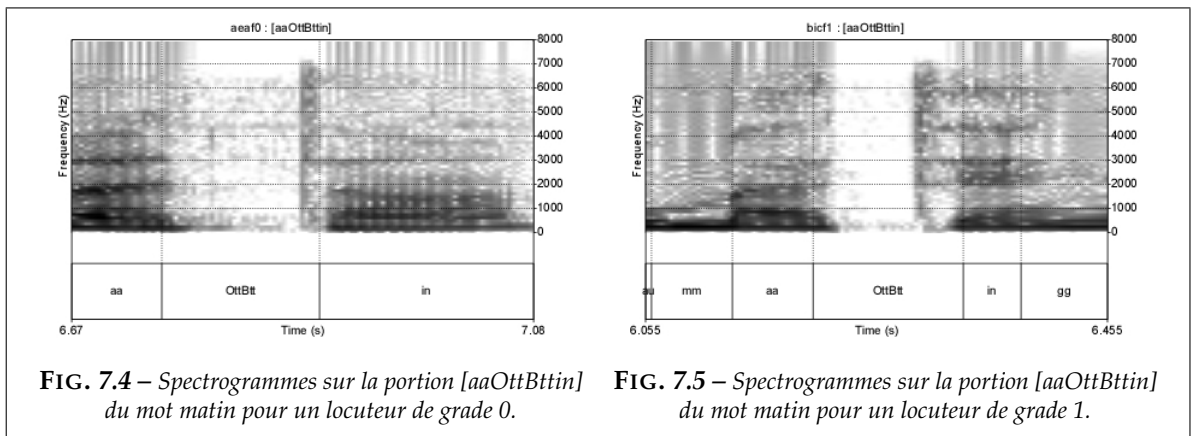 aeaf0 : [aaOttBttin]
8000
7000
6000
5000
4000
3000
2000
1000
0
Frequency (Hz)
aa
OttBtt
in
6.67
Time (s)
7.08
FIG. 7.4 – Spectrogrammes sur la portion [aaOttBttin]
du mot matin pour un locuteur de grade 0.
bicf1 : [aaOttBttin]
8000
7000
6000
5000
4000
3000
2000
1000
0
Frequency (Hz)
au
mm
aa
OttBtt
in
gg
6.055
Time (s)
6.455
FIG. 7.5 – Spectrogrammes sur la portion [aaOttBttin]
du mot matin pour un locuteur de grade 1.